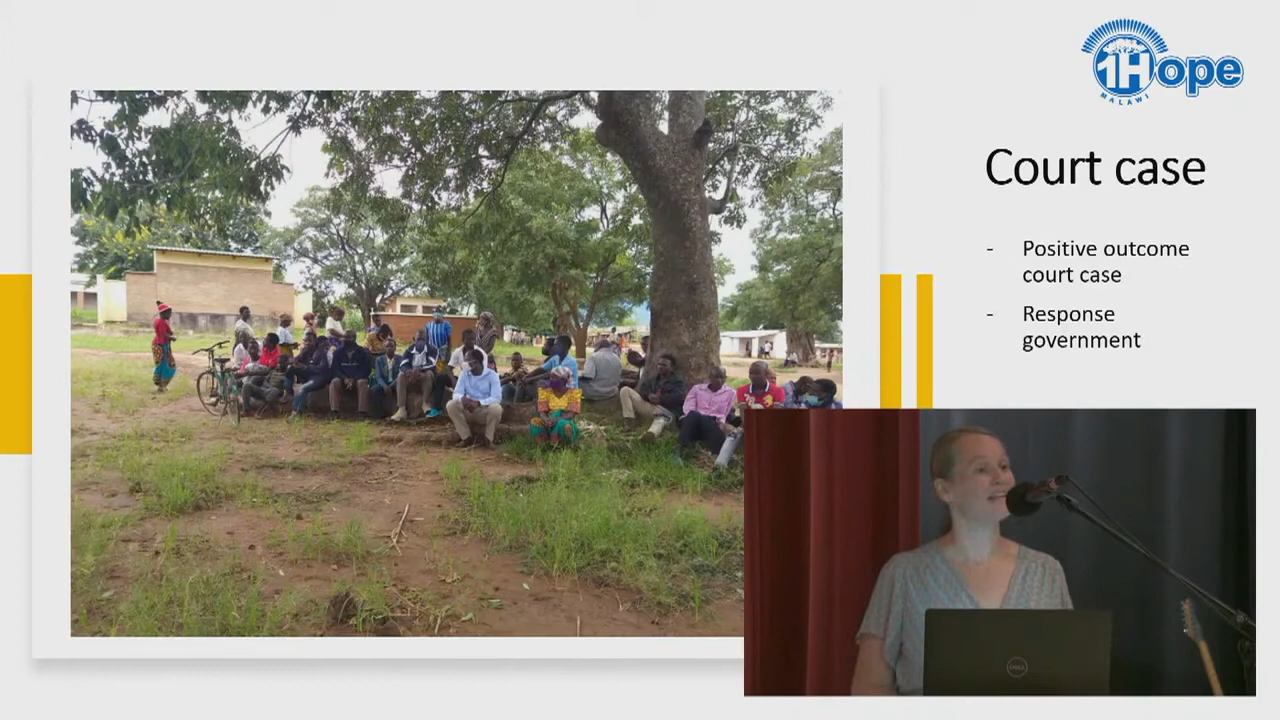 1Hope
MALAWI
Court case
- Positive outcome
court case
- Response
government
DELL